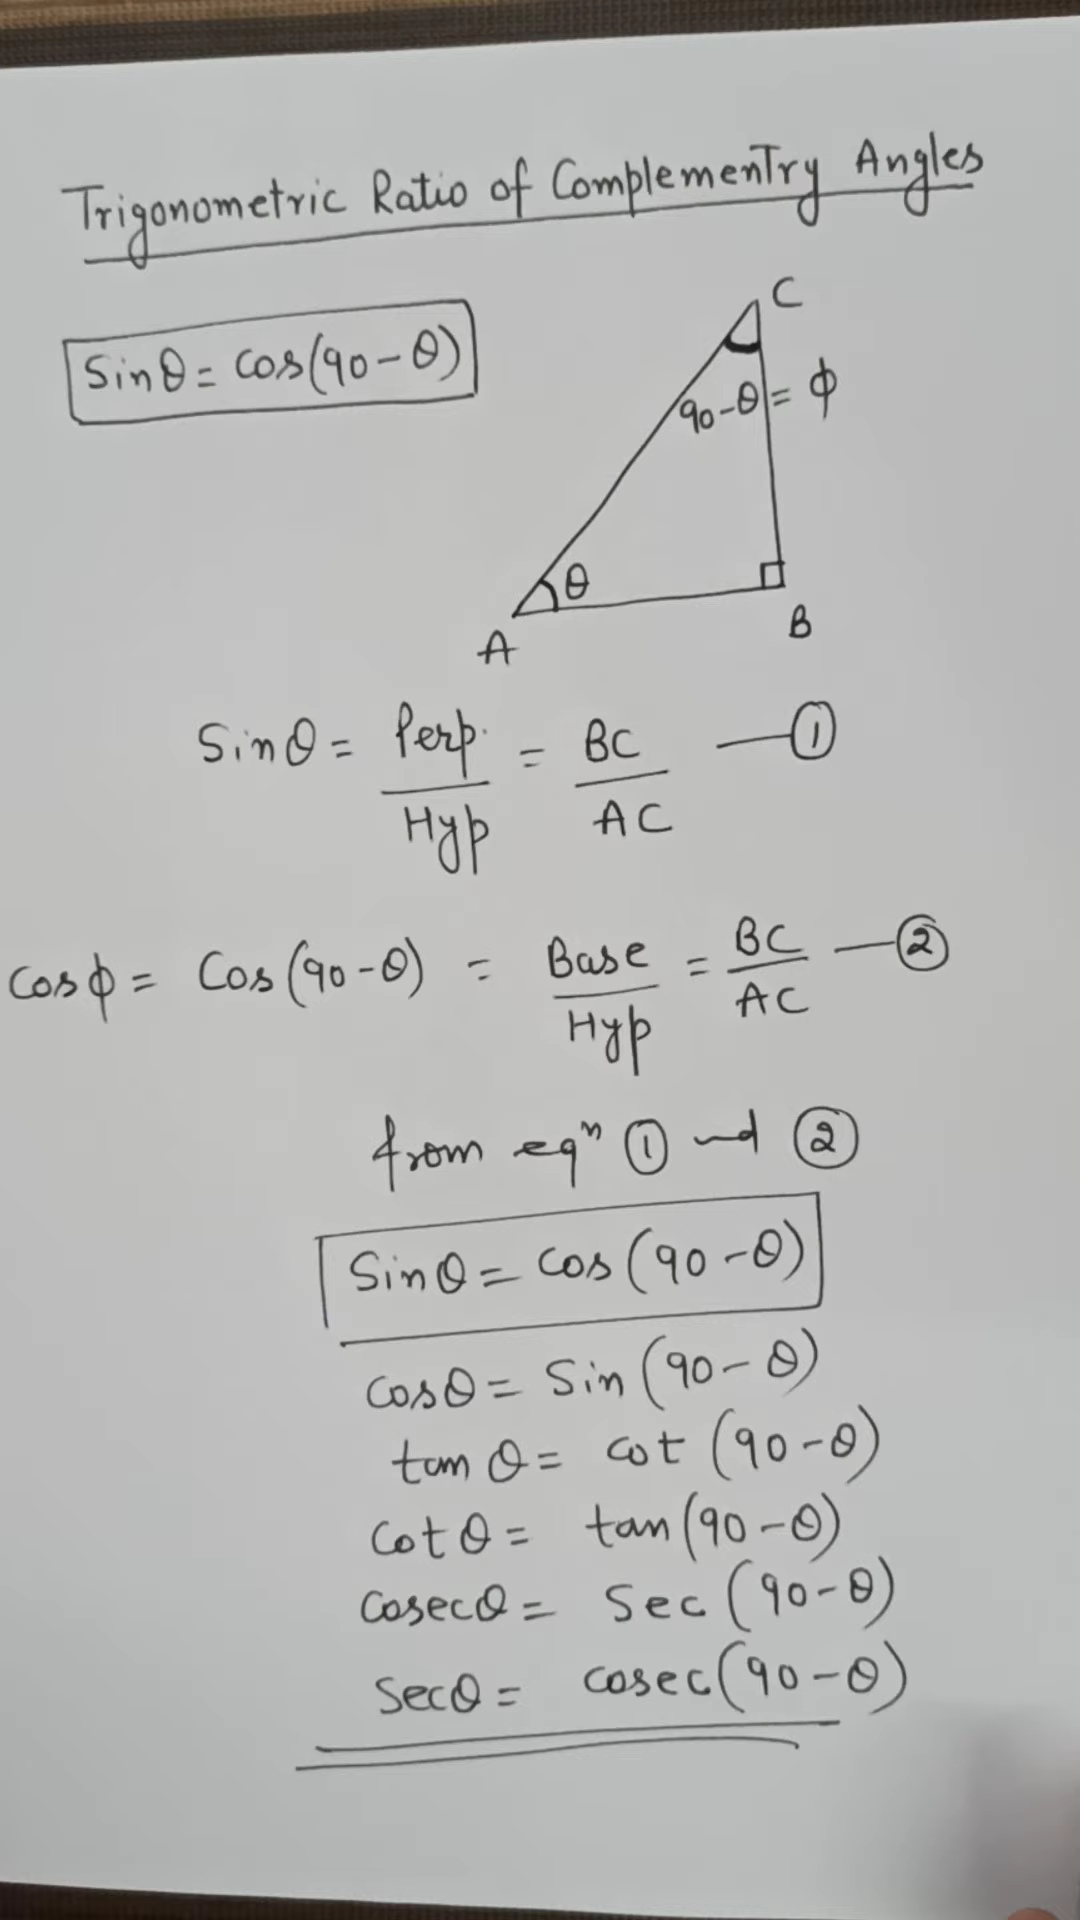 Trigonometric Ratio of Complementry Angles
Sinθ = Cos(90-θ)
C
90-θ = ϕ
θ
A
B
Sinθ = Perp. / Hyp = BC / AC — ①
Cosϕ = Cos(90-θ) = Base / Hyp = BC / AC — ②
from eqⁿ ① and ②
Sinθ = Cos(90-θ)
Cosθ = Sin(90-θ)
tanθ = Cot(90-θ)
Cotθ = tan(90-θ)
Cosecθ = Sec(90-θ)
Secθ = Cosec(90-θ)